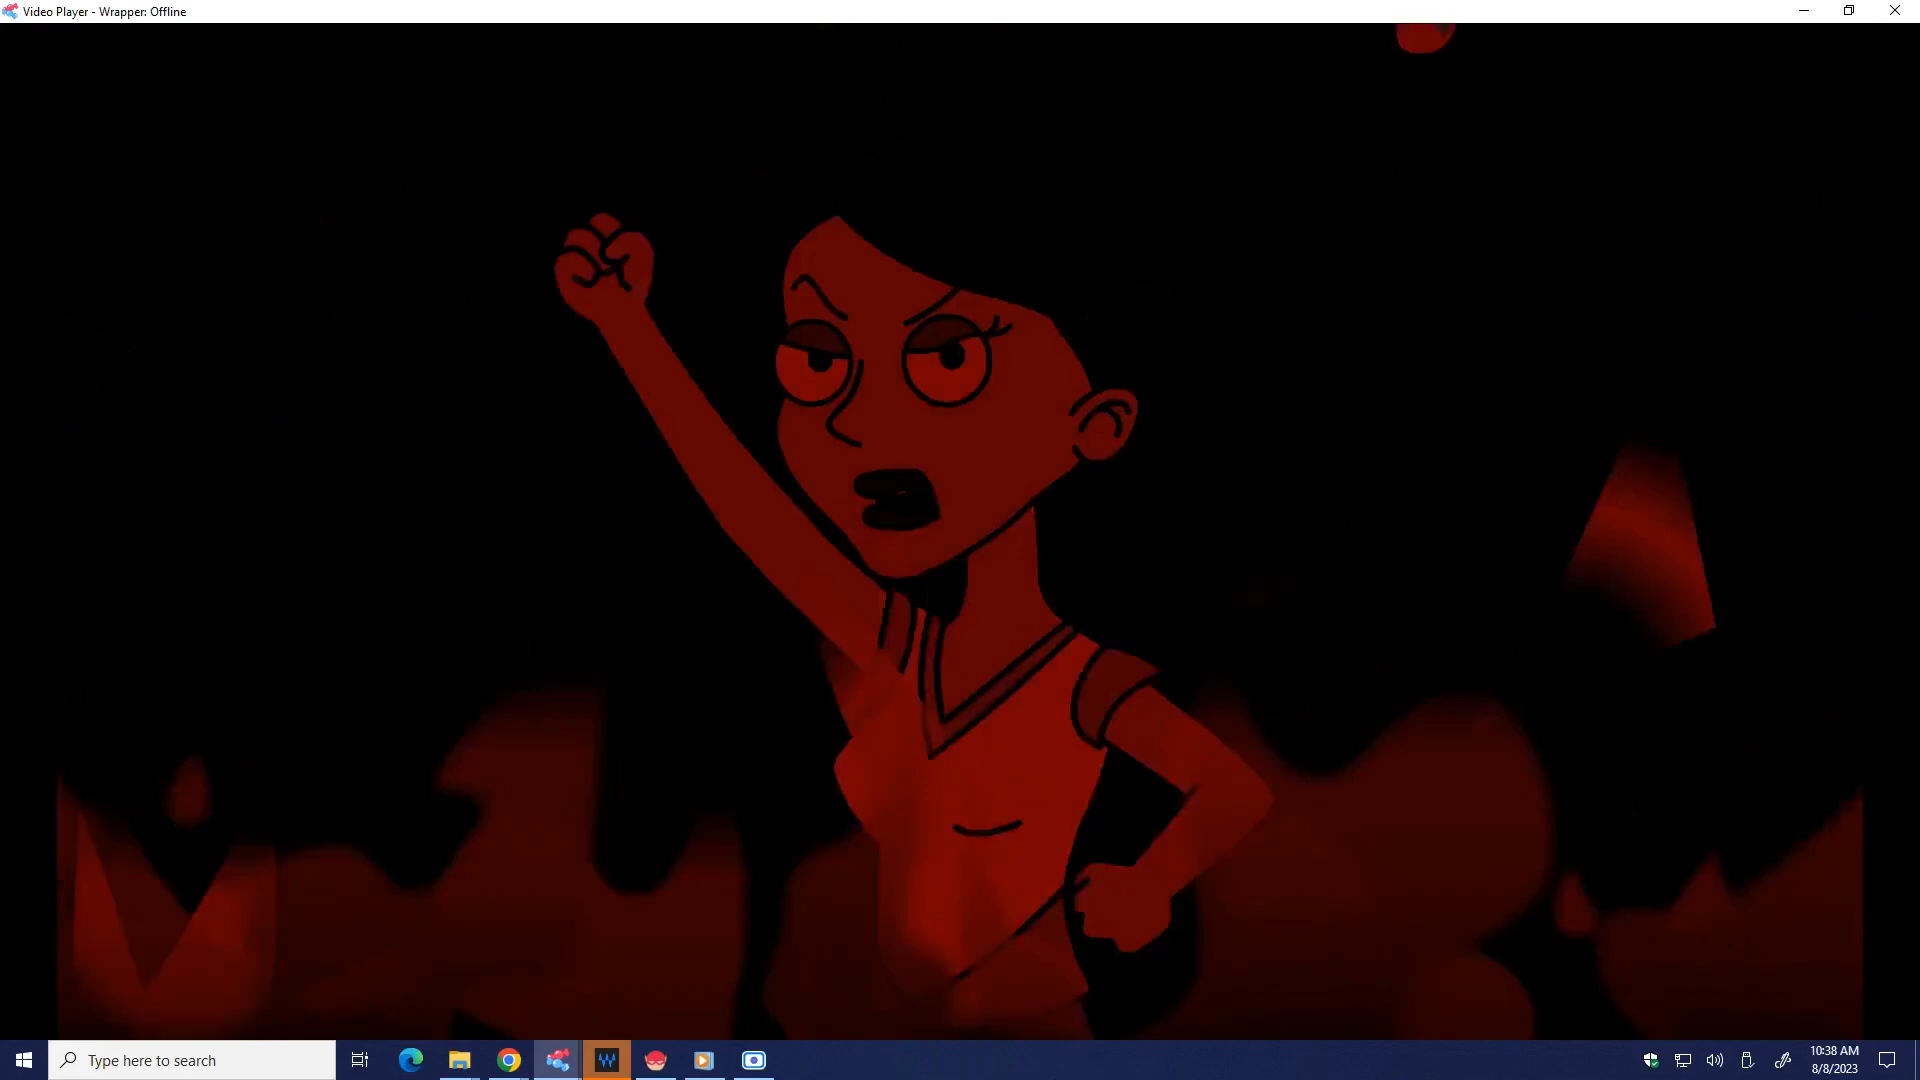 Video Player - Wrapper: Offline
Type here to search
10:38 AM
8/8/2023